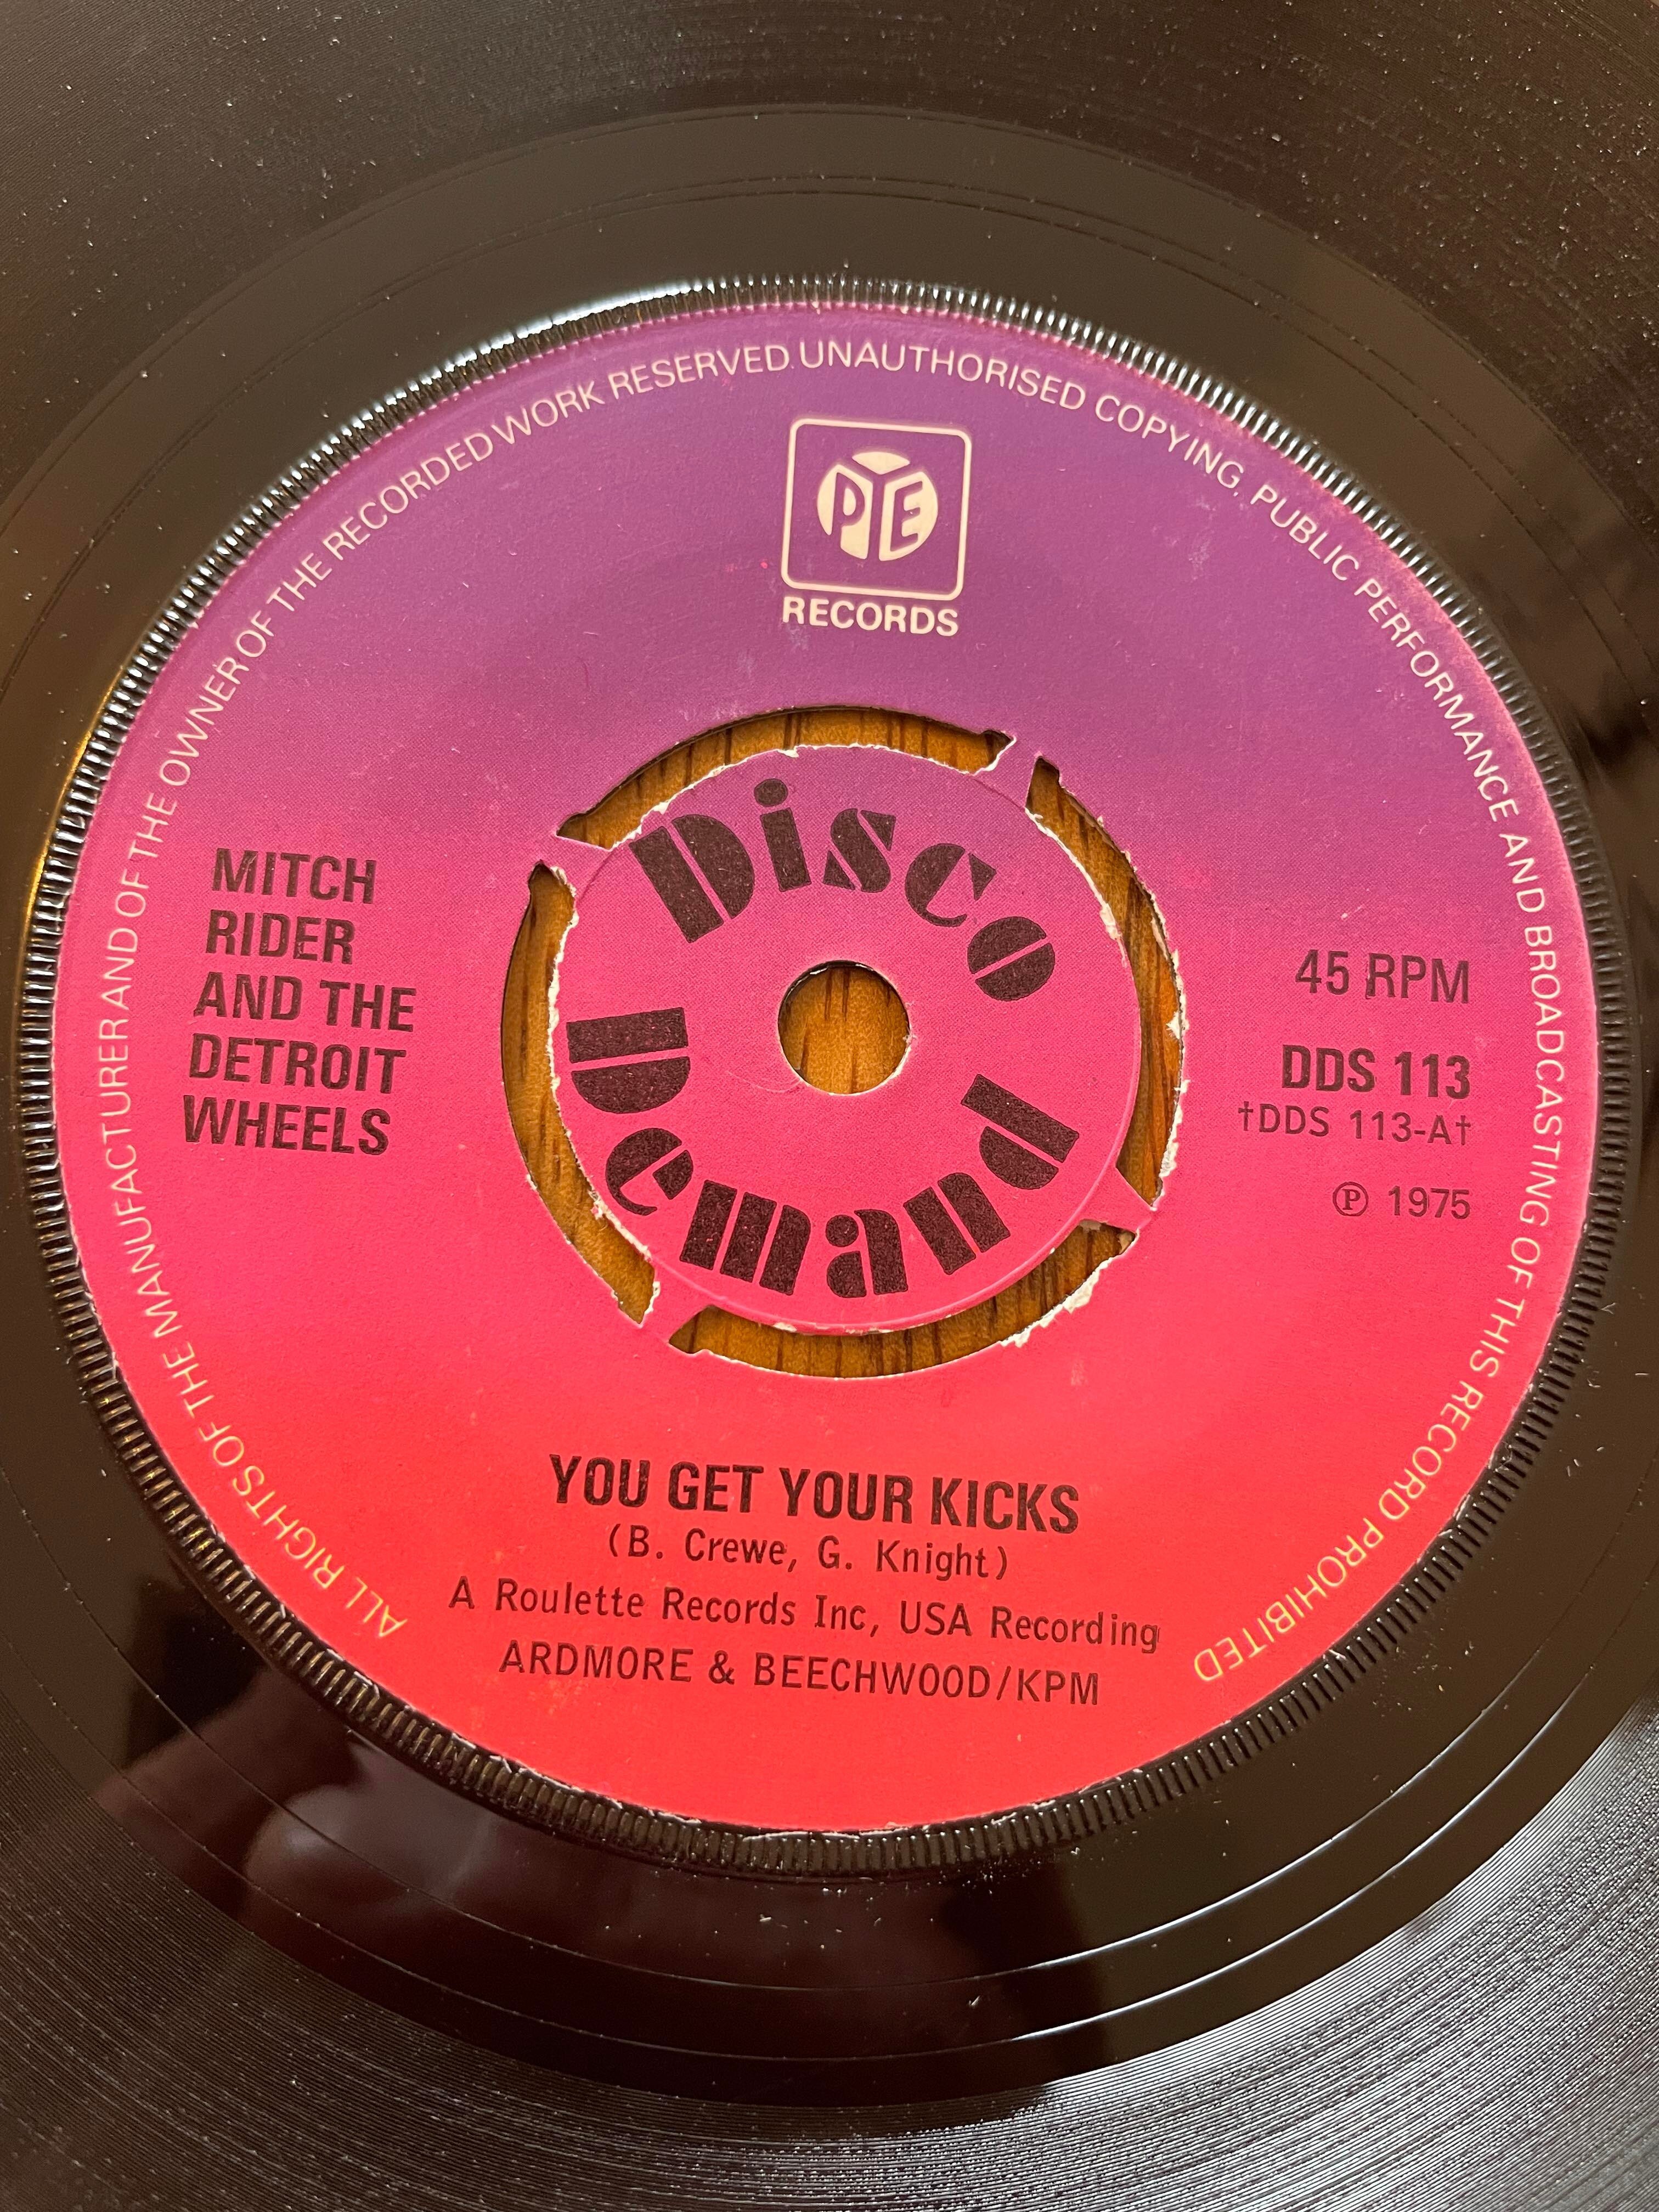 ALL RIGHTS OF THE MANUFACTURER AND OF THE OWNER OF THE RECORDED WORK RESERVED. UNAUTHORISED COPYING, PUBLIC PERFORMANCE AND BROADCASTING OF THIS RECORD PROHIBITED
PYE
RECORDS
Disco
Demand
MITCH
RIDER
AND THE
DETROIT
WHEELS
45 RPM
DDS 113
†DDS 113-A†
℗ 1975
YOU GET YOUR KICKS
(B. Crewe, G. Knight)
A Roulette Records Inc, USA Recording
ARDMORE & BEECHWOOD/KPM